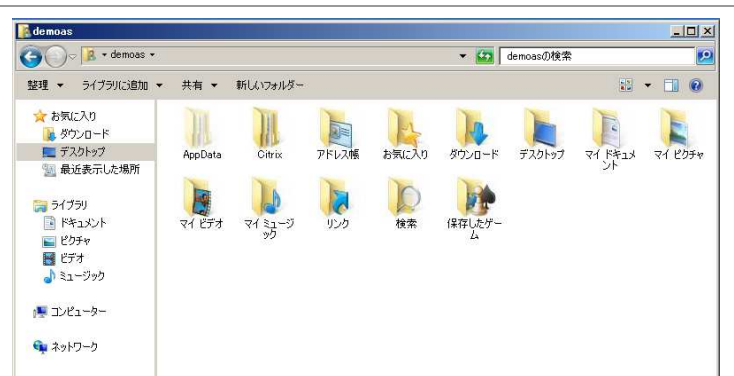 demoas
demoas
demoasの検索
整理
ライブラリに追加
共有
新しいフォルダー
お気に入り
ダウンロード
デスクトップ
最近表示した場所
ライブラリ
ドキュメント
ピクチャ
ビデオ
ミュージック
コンピューター
ネットワーク
AppData
Citrix
アドレス帳
お気に入り
ダウンロード
デスクトップ
マイ ドキュメ
ント
マイ ピクチャ
マイ ビデオ
マイ ミュージ
ック
リンク
検索
保存したゲー
ム